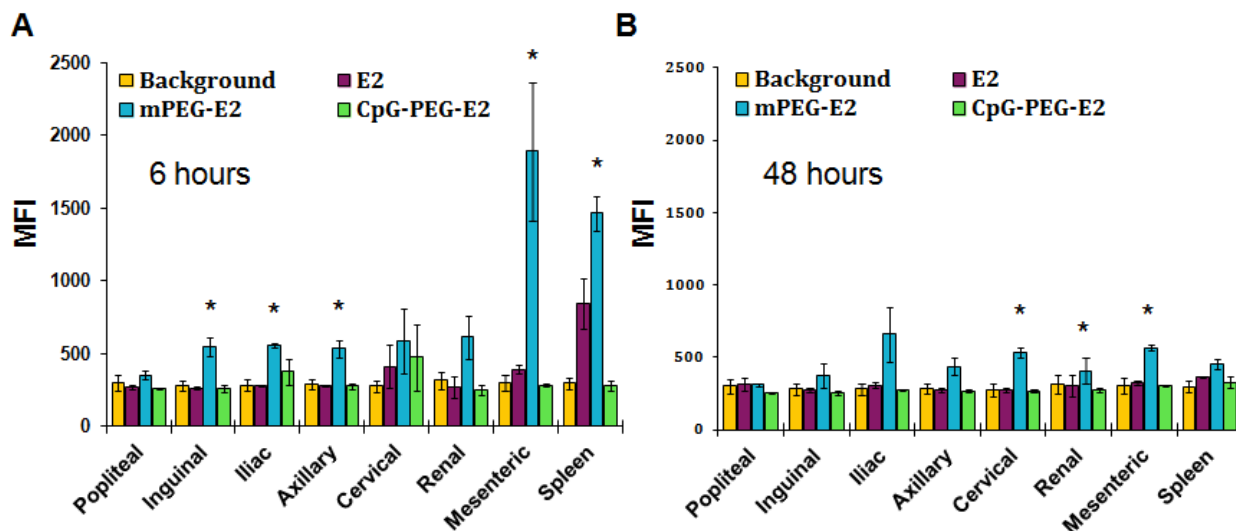 A
MFI
2500
2000
1500
1000
500
0
Background E2
mPEG-E2 CpG-PEG-E2
6 hours
* * * * *
Popliteal Inguinal Iliac Axillary Cervical Renal Mesenteric Spleen
B
MFI
2500
2000
1500
1000
500
0
Background E2
mPEG-E2 CpG-PEG-E2
48 hours
* * *
Popliteal Inguinal Iliac Axillary Cervical Renal Mesenteric Spleen